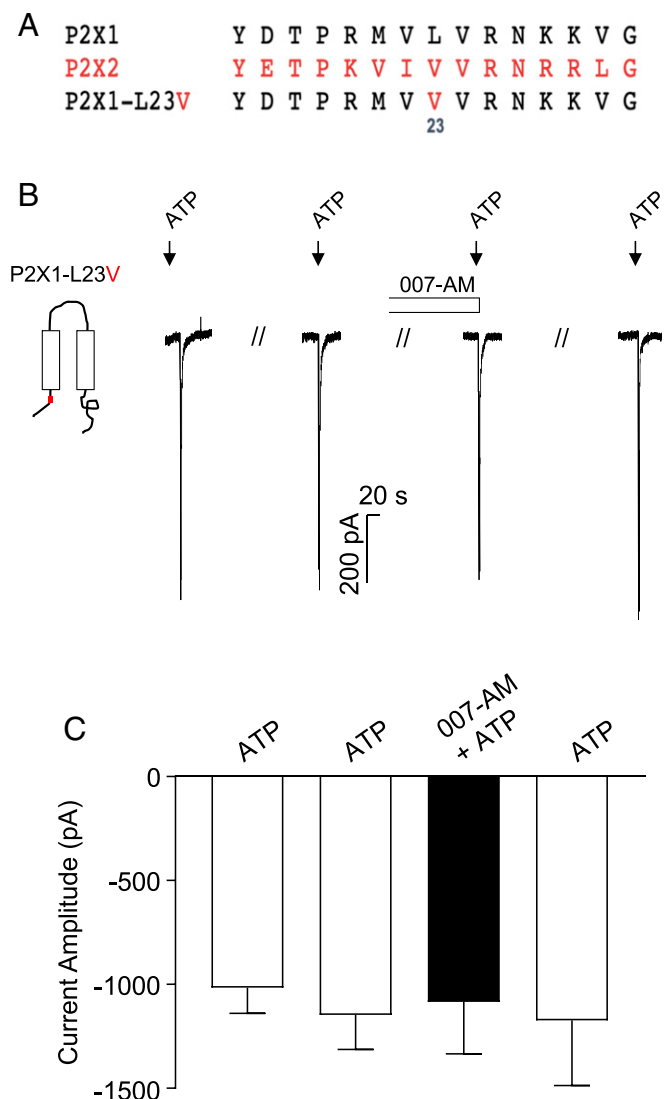 A
P2X1 Y D T P R M V L V R N K K V G
P2X2 Y E T P K V I V V R N R R L G
P2X1-L23V Y D T P R M V V V R N K K V G
23
B
ATP ATP ATP ATP
P2X1-L23V
007-AM
// // //
20 s
200 pA
C
ATP ATP 007-AM + ATP ATP
Current Amplitude (pA)
0
-500
-1000
-1500